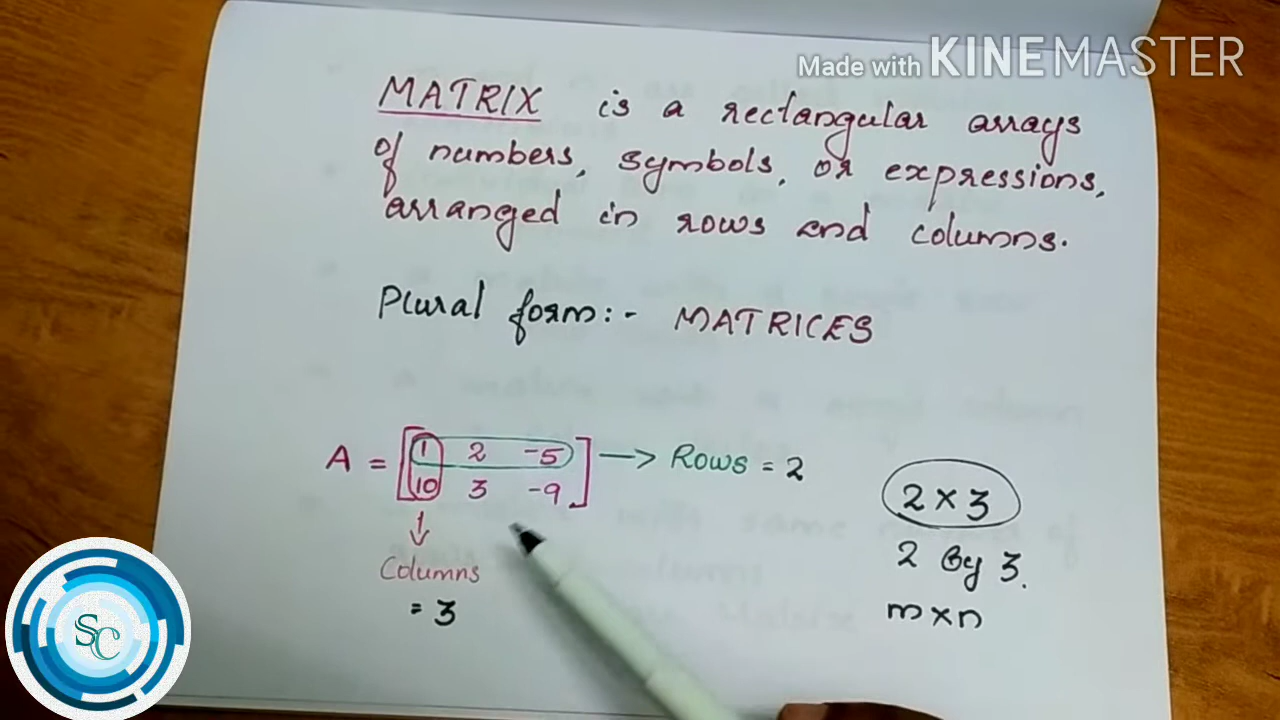 Made with KINEMASTER
MATRIX is a rectangular arrays
of numbers, symbols, or expressions,
arranged in rows and columns.
Plural form:- MATRICES
A = [1 2 -5 → Rows = 2
10 3 -9]
↓
Columns
= 3
2 × 3
2 By 3.
m×n
SC